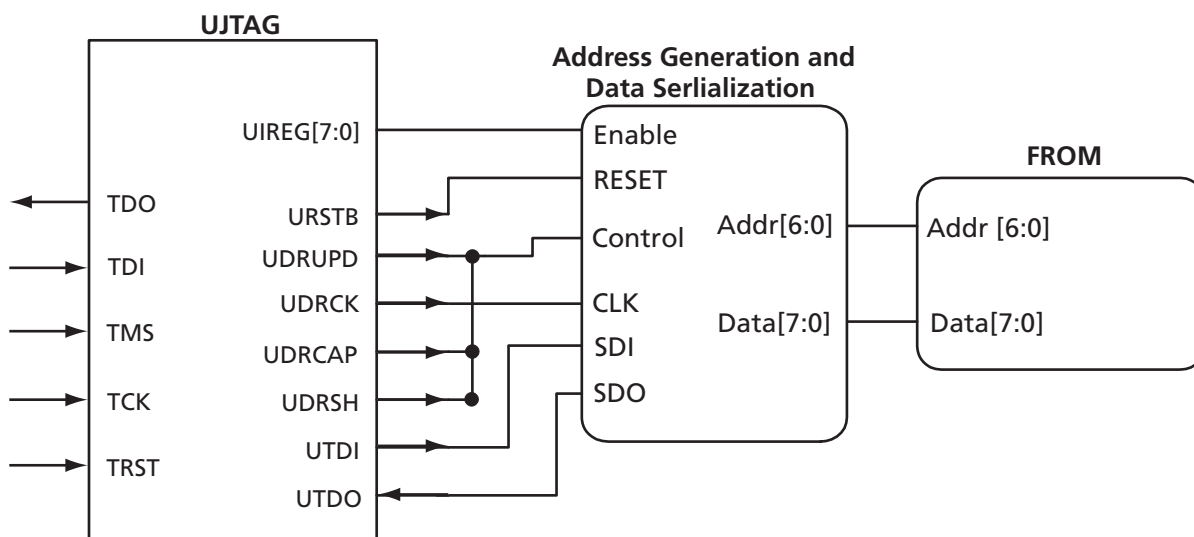 UJTAG
TDO
TDI
TMS
TCK
TRST
UIREG[7:0]
URSTB
UDRUPD
UDRCK
UDRCAP
UDRSH
UTDI
UTDO
Address Generation and
Data Serlialization
Enable
RESET
Control
CLK
SDI
SDO
Addr[6:0]
Data[7:0]
FROM
Addr [6:0]
Data[7:0]